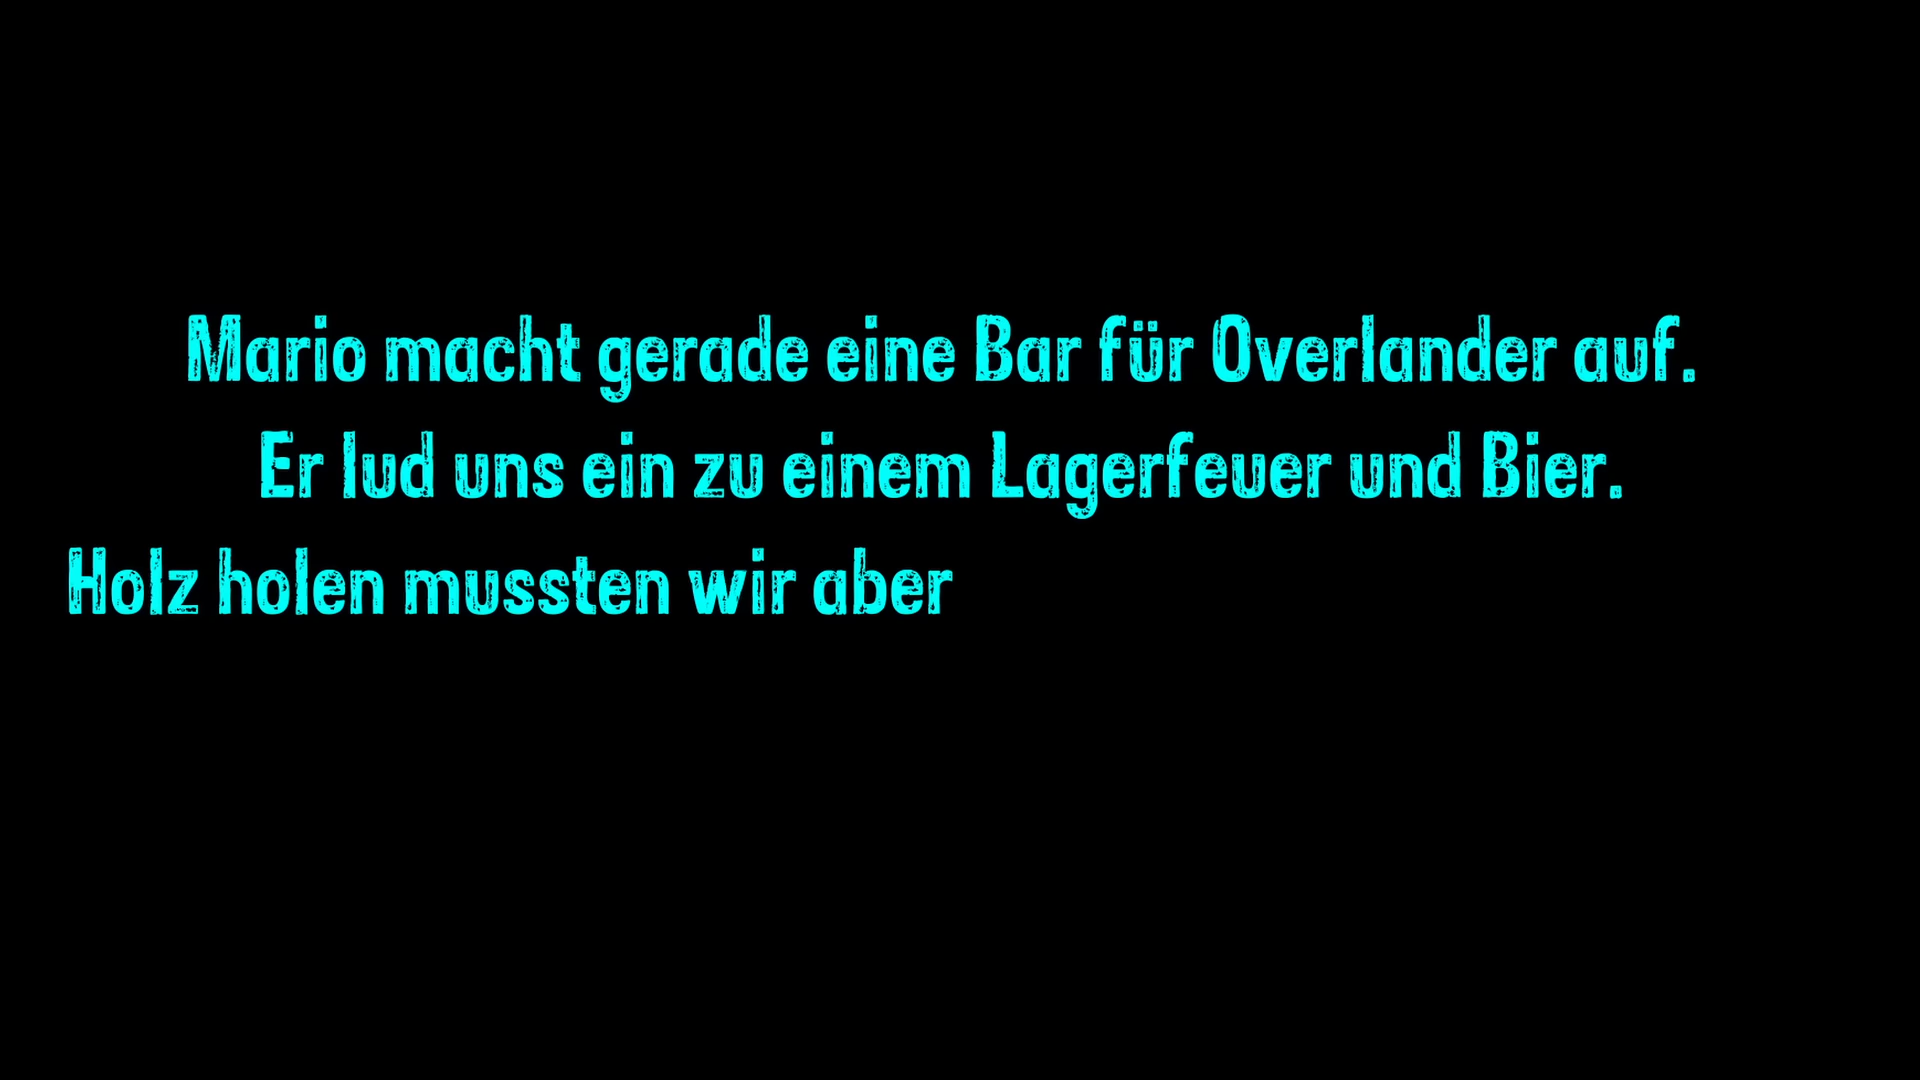 Mario macht gerade eine Bar für Overlander auf.
Er lud uns ein zu einem Lagerfeuer und Bier.
Holz holen mussten wir aber